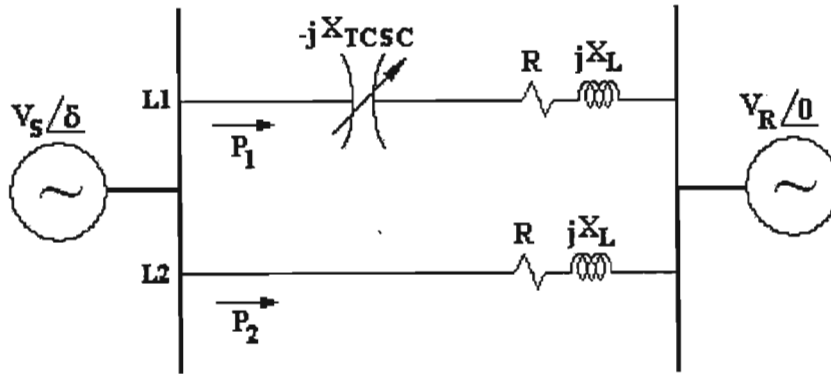 -jX_TCSC
R
jX_L
L1
P_1
V_S/δ
V_R/0
~
~
R
jX_L
L2
P_2